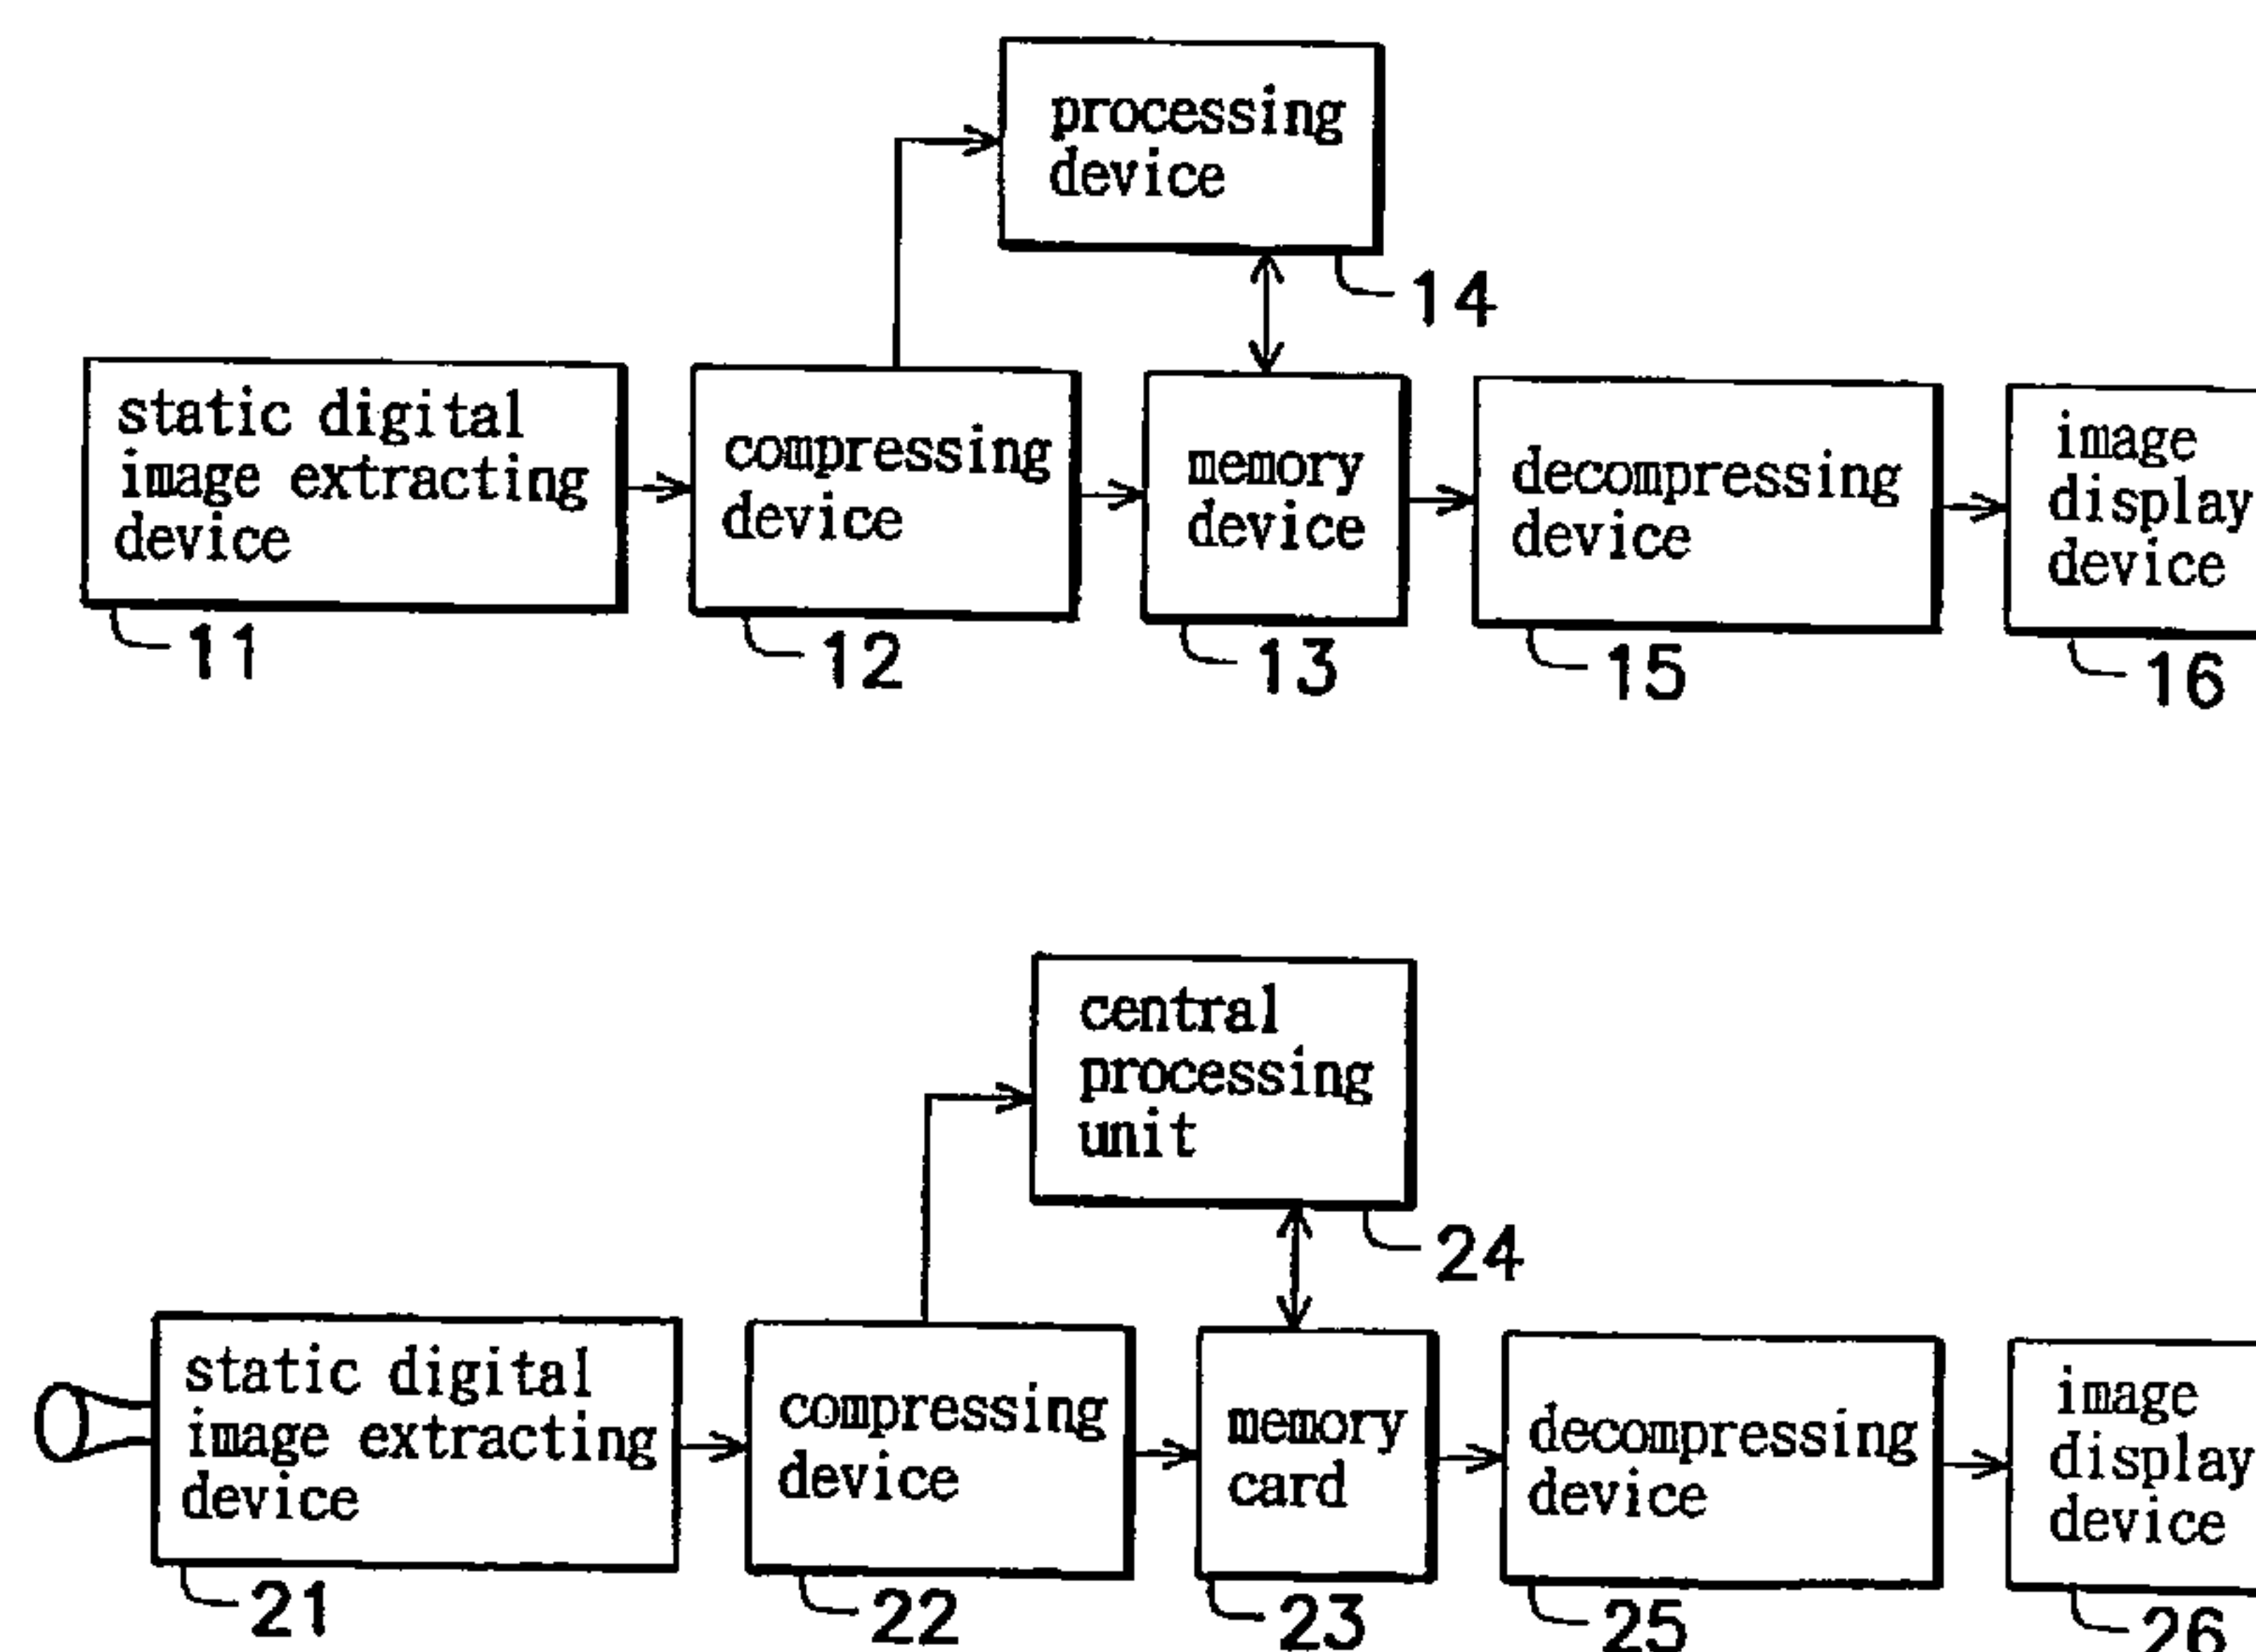 processing
device
14
static digital
image extracting
device
11
compressing
device
12
memory
device
13
decompressing
device
15
image
display
device
16
central
processing
unit
24
static digital
image extracting
device
21
compressing
device
22
memory
card
23
decompressing
device
25
image
display
device
26